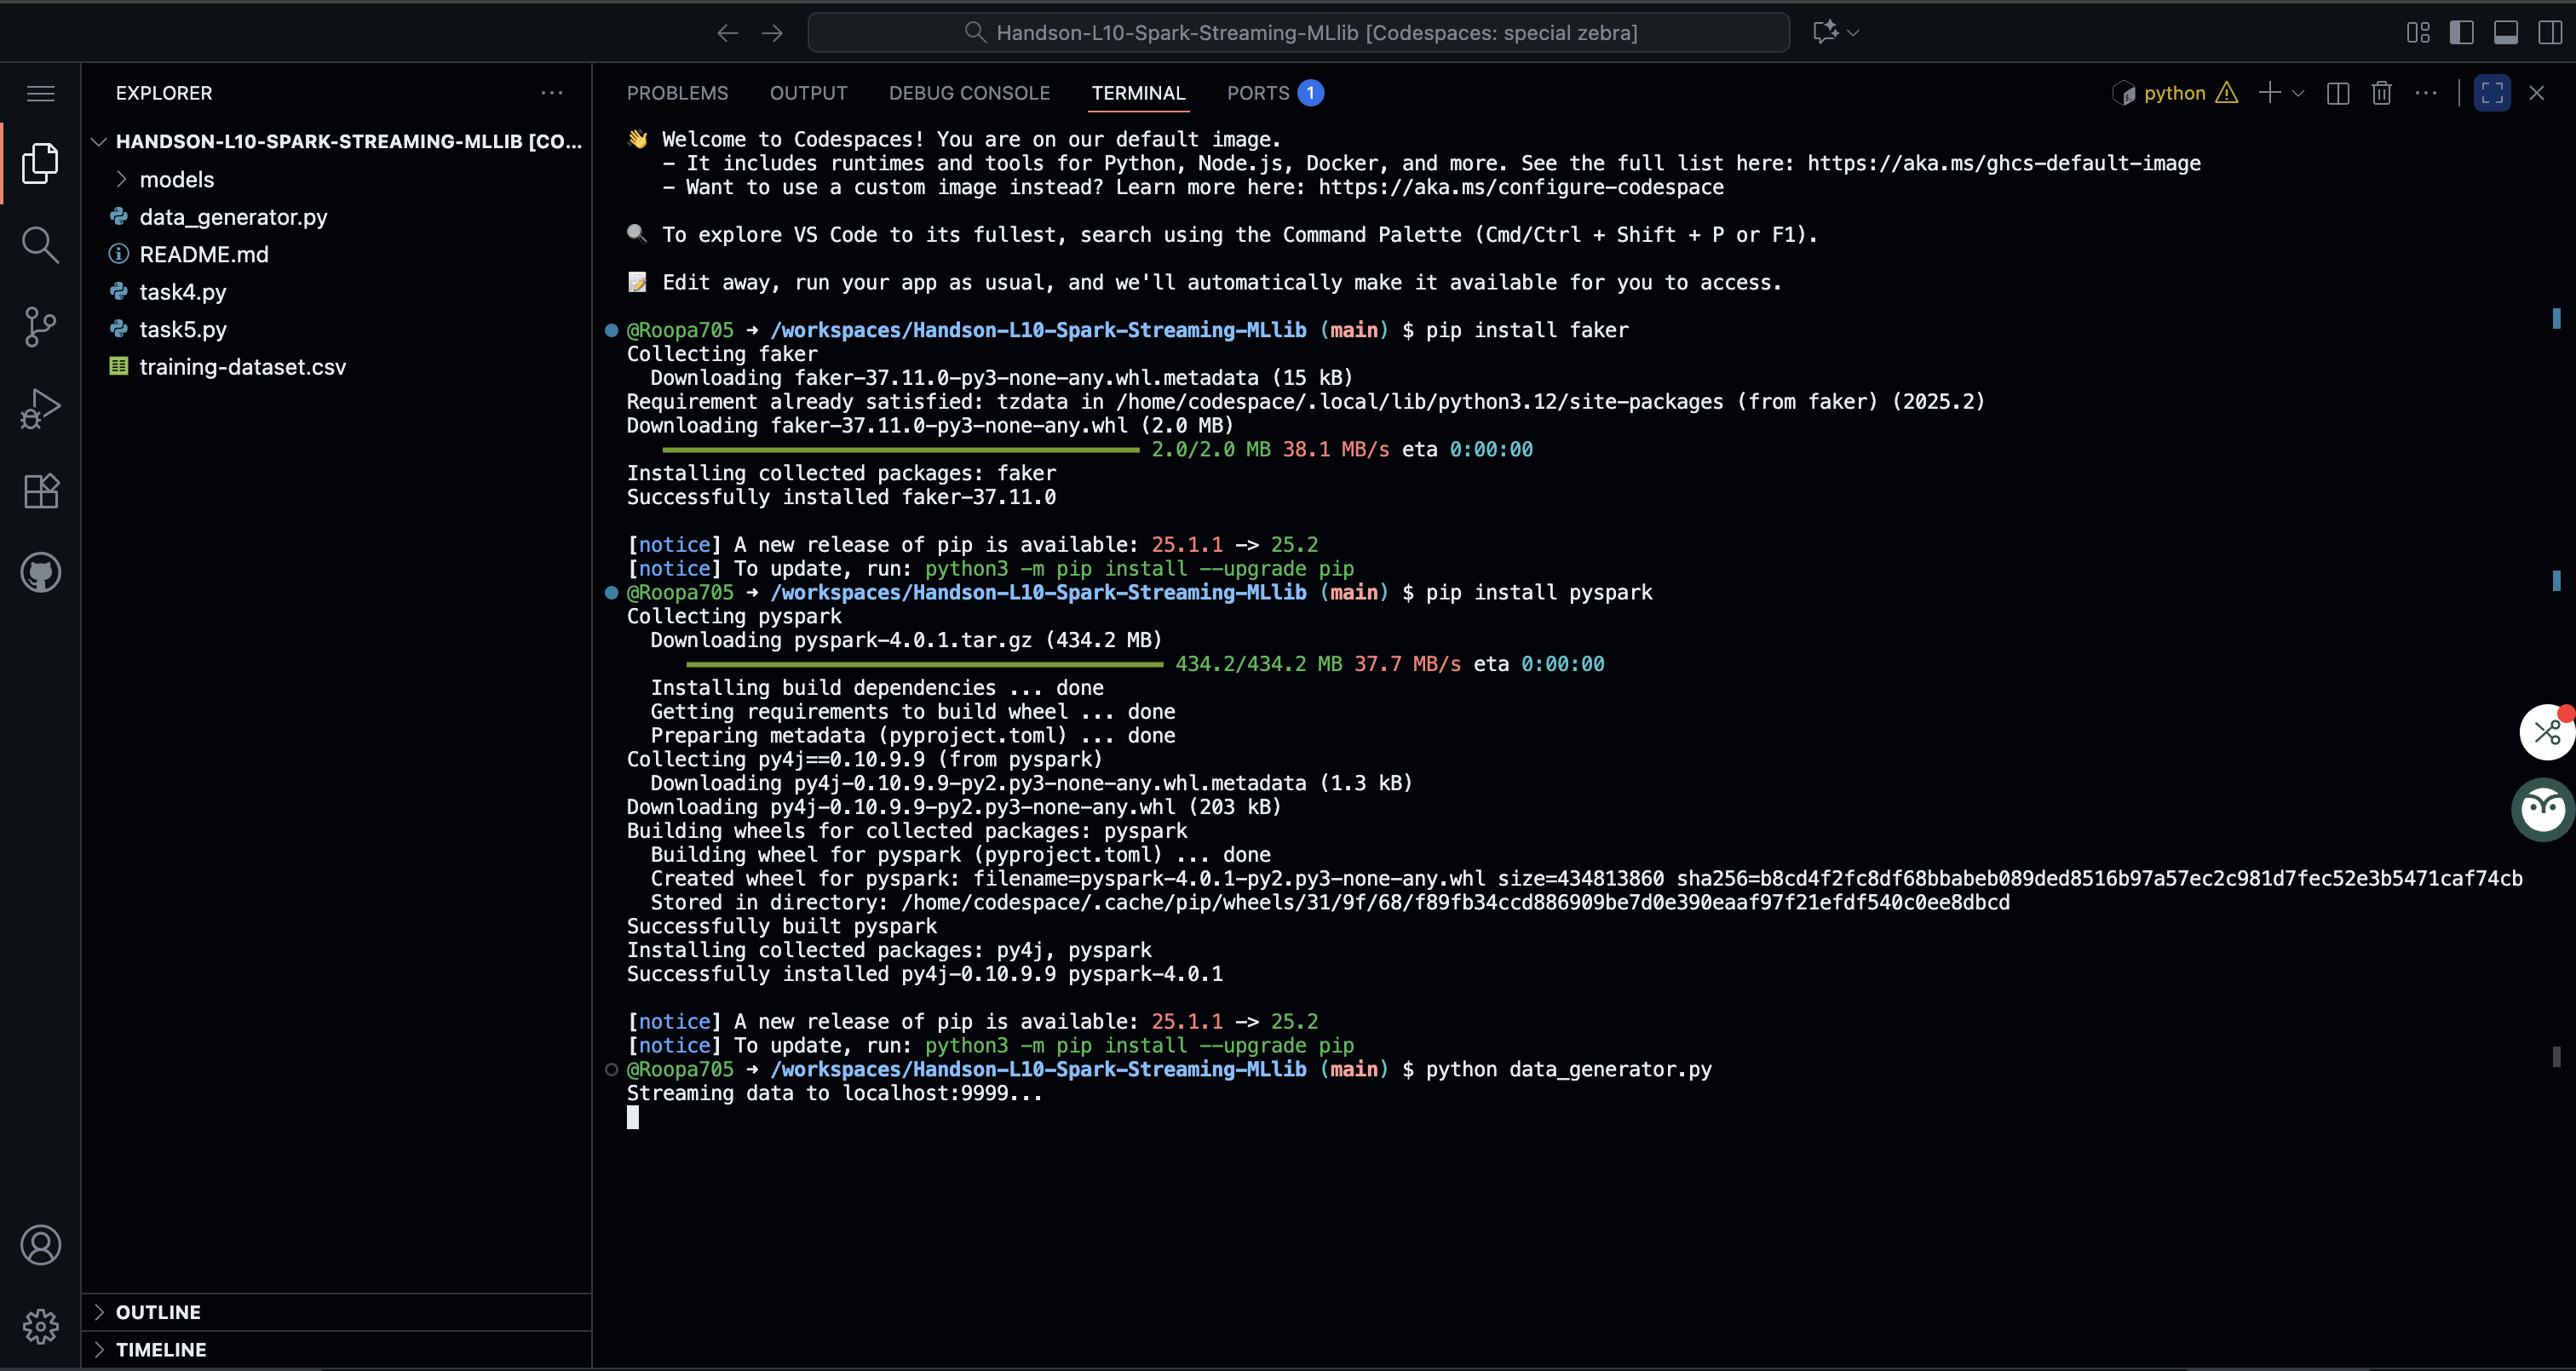 Handson-L10-Spark-Streaming-MLlib [Codespaces: special zebra]
EXPLORER
HANDSON-L10-SPARK-STREAMING-MLLIB [CO...
models
data_generator.py
README.md
task4.py
task5.py
training-dataset.csv
OUTLINE
TIMELINE
PROBLEMS OUTPUT DEBUG CONSOLE TERMINAL PORTS 1
python
👋 Welcome to Codespaces! You are on our default image.
- It includes runtimes and tools for Python, Node.js, Docker, and more. See the full list here: https://aka.ms/ghcs-default-image
- Want to use a custom image instead? Learn more here: https://aka.ms/configure-codespace
🔍 To explore VS Code to its fullest, search using the Command Palette (Cmd/Ctrl + Shift + P or F1).
📝 Edit away, run your app as usual, and we'll automatically make it available for you to access.
@Roopa705 ➜ /workspaces/Handson-L10-Spark-Streaming-MLlib (main) $ pip install faker
Collecting faker
Downloading faker-37.11.0-py3-none-any.whl.metadata (15 kB)
Requirement already satisfied: tzdata in /home/codespace/.local/lib/python3.12/site-packages (from faker) (2025.2)
Downloading faker-37.11.0-py3-none-any.whl (2.0 MB)
2.0/2.0 MB 38.1 MB/s eta 0:00:00
Installing collected packages: faker
Successfully installed faker-37.11.0
[notice] A new release of pip is available: 25.1.1 -> 25.2
[notice] To update, run: python3 -m pip install --upgrade pip
@Roopa705 ➜ /workspaces/Handson-L10-Spark-Streaming-MLlib (main) $ pip install pyspark
Collecting pyspark
Downloading pyspark-4.0.1.tar.gz (434.2 MB)
434.2/434.2 MB 37.7 MB/s eta 0:00:00
Installing build dependencies ... done
Getting requirements to build wheel ... done
Preparing metadata (pyproject.toml) ... done
Collecting py4j==0.10.9.9 (from pyspark)
Downloading py4j-0.10.9.9-py2.py3-none-any.whl.metadata (1.3 kB)
Downloading py4j-0.10.9.9-py2.py3-none-any.whl (203 kB)
Building wheels for collected packages: pyspark
Building wheel for pyspark (pyproject.toml) ... done
Created wheel for pyspark: filename=pyspark-4.0.1-py2.py3-none-any.whl size=434813860 sha256=b8cd4f2fc8df68bbabeb089ded8516b97a57ec2c981d7fec52e3b5471caf74cb
Stored in directory: /home/codespace/.cache/pip/wheels/31/9f/68/f89fb34ccd886909be7d0e390eaaf97f21efdf540c0ee8dbcd
Successfully built pyspark
Installing collected packages: py4j, pyspark
Successfully installed py4j-0.10.9.9 pyspark-4.0.1
[notice] A new release of pip is available: 25.1.1 -> 25.2
[notice] To update, run: python3 -m pip install --upgrade pip
@Roopa705 ➜ /workspaces/Handson-L10-Spark-Streaming-MLlib (main) $ python data_generator.py
Streaming data to localhost:9999...